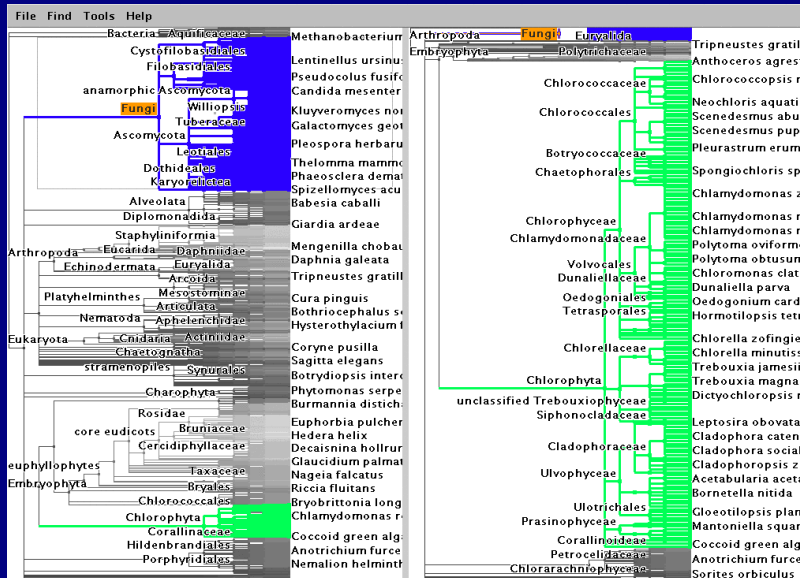 File Find Tools Help
Bacteria
Aquificaceae
Methanobacterium
Cystofilobasidiales
Lentinellus ursinu
Filobasidiales
Pseudocolus fusifo
anamorphic Ascomycota
Candida mesenter
Fungi
Williopsis
Kluyveromyces no
Tuberaceae
Galactomyces geot
Ascomycota
Pleospora herbaru
Leotiales
Thelomma mammo
Dothideales
Phaeosclera demat
Karyorelictea
Spizellomyces acu
Alveolata
Babesia caballi
Diplomonadida
Giardia ardeae
Staphyliniformia
Mengenilla chobau
Arthropoda
Eucarida
Daphniidae
Daphnia galeata
Echinodermata
Euryalida
Tripneustes gratill
Arcoida
Mesostominae
Platyhelminthes
Cura pinguis
Articulata
Bothriocephalus s
Nematoda
Aphelenchidae
Hysterothylacium f
Eukaryota
Cnidaria
Actiniidae
Coryne pusilla
Chaetognatha
Sagitta elegans
stramenopiles
Synurales
Botrydiopsis interc
Charophyta
Phytomonas serpe
Burmannia distich
Rosidae
Euphorbia pulcher
core eudicots
Bruniaceae
Hedera helix
Cercidiphyllaceae
Decaisnea hollrun
euphyllophytes
Glaucidium palmat
Taxaceae
Nageia falcatus
Embryophyta
Bryales
Riccia fluitans
Chlorococcales
Bryobrittonia long
Chlorophyta
Chlamydomonas r
Corallinaceae
Coccoid green alg
Hildenbrandiales
Anotrichium furce
Porphyridiales
Nemalion helminth
Arthropoda
Fungi
Euryalida
Embryophyta
Polytrichaceae
Tripneustes gratil
Anthoceros agres
Chlorococcaceae
Chlorococcopsis
Neochloris aquati
Chlorococcales
Scenedesmus abu
Scenedesmus pup
Pleurastrum erum
Botryococcaceae
Chaetophorales
Spongiochloris sp
Chlamydomonas
Chlorophyceae
Chlamydomonas
Chlamydomonadaceae
Chlamydomonas
Polytoma oviform
Volvocales
Polytoma obtusum
Dunaliellaceae
Chloromonas clat
Dunaliella parva
Oedogoniales
Oedogonium card
Tetrasporales
Hormotilopsis tet
Chlorella zofingie
Chlorellaceae
Chlorella minutiss
Trebouxia jamesii
Chlorophyta
Trebouxia magna
unclassified Trebouxiophyceae
Dictyochloropsis
Siphonocladaceae
Leptosira obovata
Cladophora caten
Cladophoraceae
Cladophora social
Cladophoropsis z
Ulvophyceae
Acetabularia aceta
Bornetella nitida
Ulotrichales
Gloeotilopsis plan
Prasinophyceae
Mantoniella squar
Corallinoideae
Coccoid green alg
Petrocelidaceae
Anotrichium furce
Chlorarachniophyceae
Sorites orbiculus